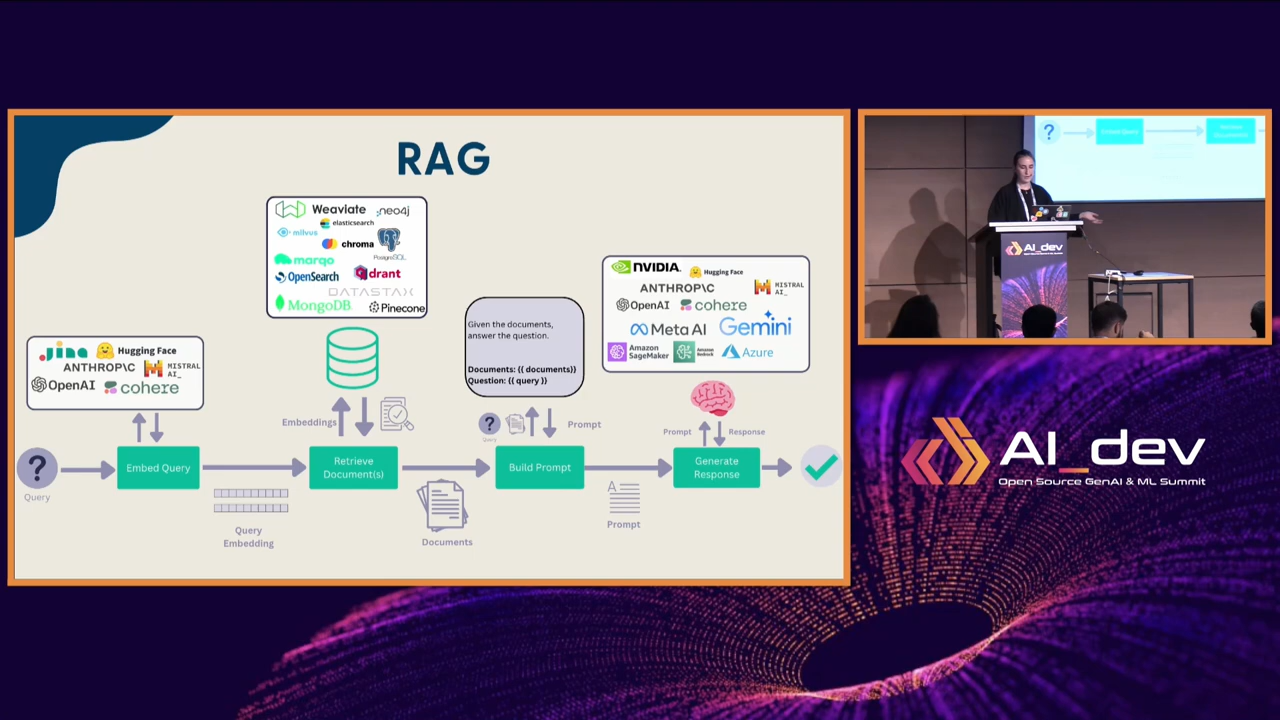 RAG
Weaviate
neo4j
elasticsearch
milvus
chroma
PostgreSQL
marqo
OpenSearch
drant
DATASTAX
MongoDB
Pinecone
Jina
Hugging Face
ANTHROP\C
MISTRAL
AI_
OpenAI
cohere
Given the documents,
answer the question.
Documents: {{ documents}}
Question: {{ query }}
NVIDIA.
Hugging Face
ANTHROP\C
MISTRAL
AI_
OpenAI
cohere
Meta AI
Gemini
Amazon
SageMaker
Amazon
Bedrock
Azure
Embeddings
?
Query
Prompt
Prompt
Response
?
Query
Embed Query
Retrieve
Document(s)
Build Prompt
Generate
Response
Query
Embedding
Documents
A
Prompt
?
AI_dev
AI_dev
Open Source GenAI & ML Summit